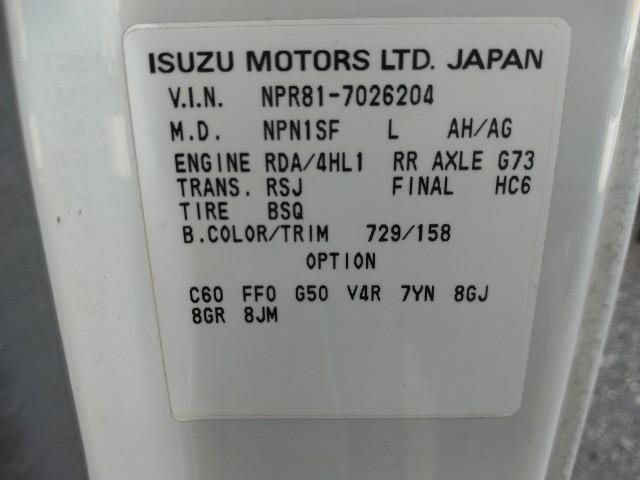 ISUZU MOTORS LTD. JAPAN
V.I.N. NPR81-7026204
M.D. NPN1SF L AH/AG
ENGINE RDA/4HL1 RR AXLE G73
TRANS. RSJ FINAL HC6
TIRE BSQ
B.COLOR/TRIM 729/158
OPTION
C60 FF0 G50 V4R 7YN 8GJ
8GR 8JM